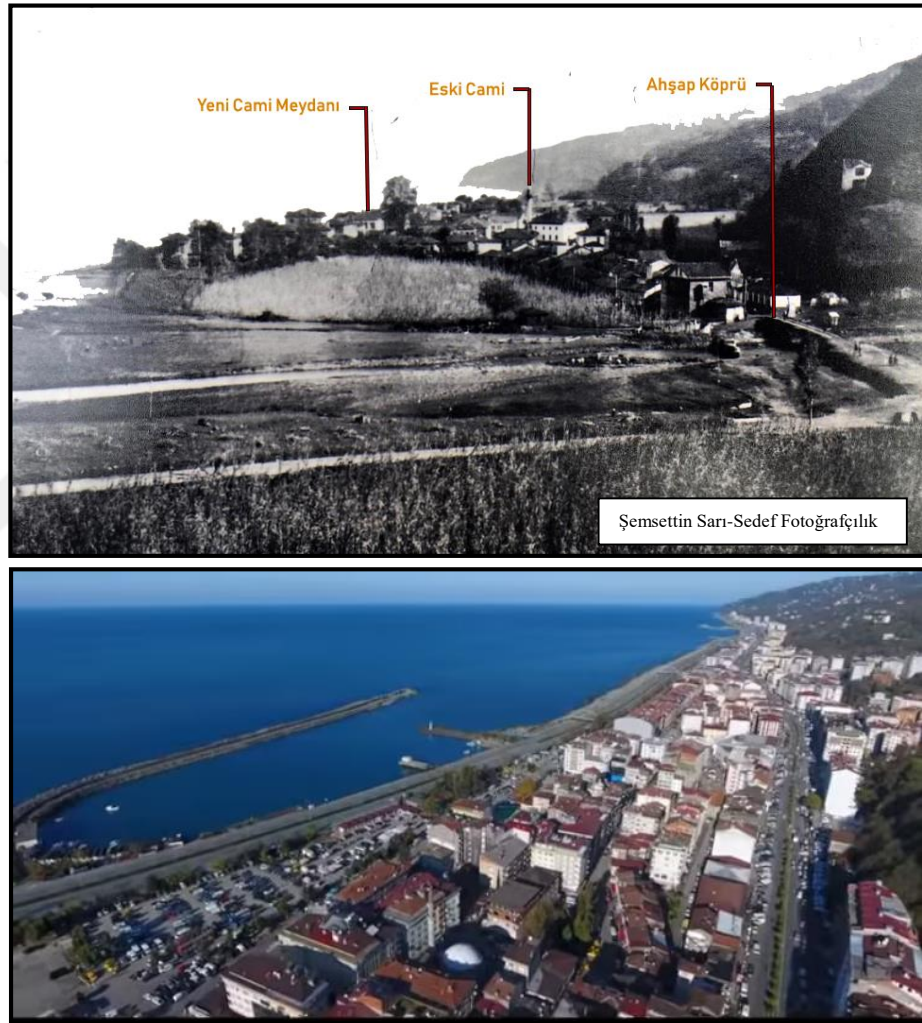 Yeni Cami Meydanı
Eski Cami
Ahşap Köprü
Şemsettin Sarı-Sedef Fotoğrafçılık